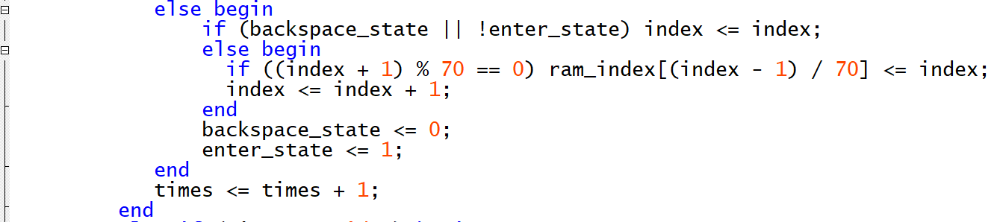 else begin
if (backspace_state || !enter_state) index <= index;
else begin
if ((index + 1) % 70 == 0) ram_index[(index - 1) / 70] <= index;
index <= index + 1;
end
backspace_state <= 0;
enter_state <= 1;
end
times <= times + 1;
end